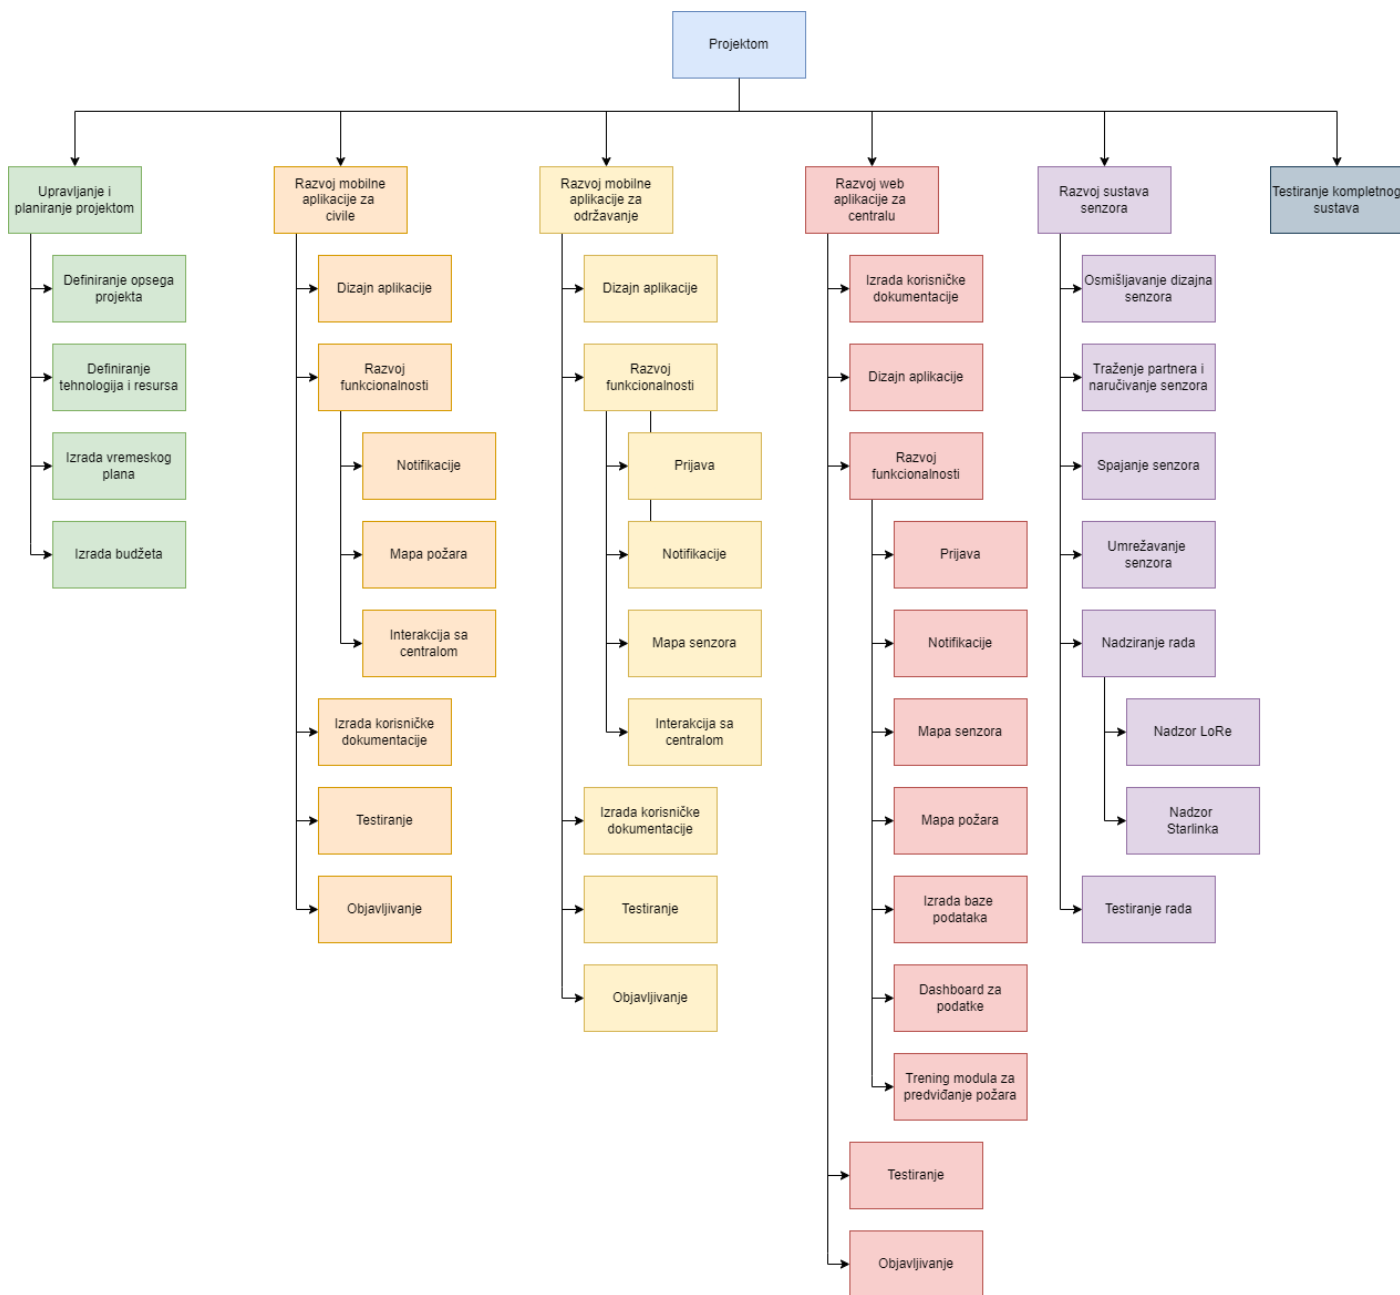 Projektom
Upravljanje i
planiranje projektom
Definiranje opsega
projekta
Definiranje
tehnologija i resursa
Izrada vremeskog
plana
Izrada budžeta
Razvoj mobilne
aplikacije za
civile
Dizajn aplikacije
Razvoj
funkcionalnosti
Notifikacije
Mapa požara
Interakcija sa
centralom
Izrada korisničke
dokumentacije
Testiranje
Objavljivanje
Razvoj mobilne
aplikacije za
održavanje
Dizajn aplikacije
Razvoj
funkcionalnosti
Prijava
Notifikacije
Mapa senzora
Interakcija sa
centralom
Izrada korisničke
dokumentacije
Testiranje
Objavljivanje
Razvoj web
aplikacije za
centralu
Izrada korisničke
dokumentacije
Dizajn aplikacije
Razvoj
funkcionalnosti
Prijava
Notifikacije
Mapa senzora
Mapa požara
Izrada baze
podataka
Dashboard za
podatke
Trening modula za
predviđanje požara
Testiranje
Objavljivanje
Razvoj sustava
senzora
Osmišljavanje dizajna
senzora
Traženje partnera i
naručivanje senzora
Spajanje senzora
Umrežavanje
senzora
Nadziranje rada
Nadzor LoRe
Nadzor
Starlinka
Testiranje rada
Testiranje kompletnog
sustava